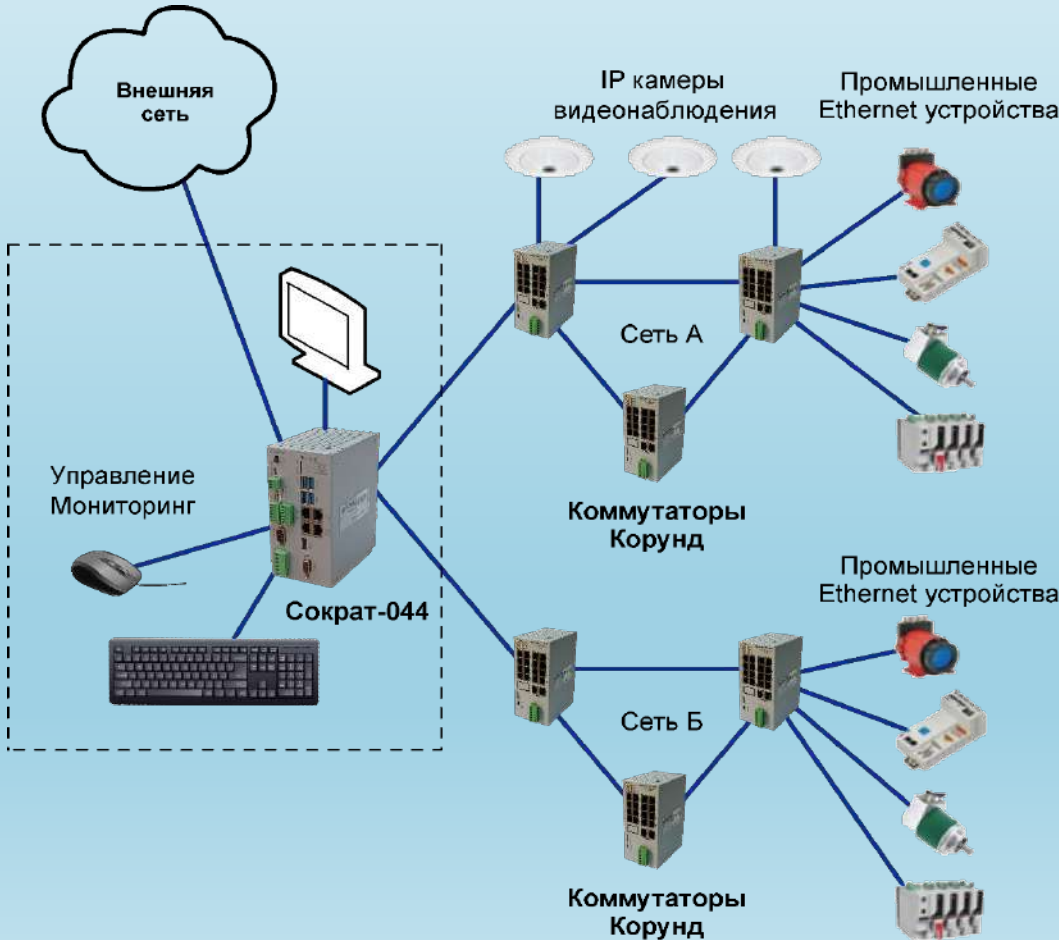 Внешняя
сеть
IP камеры
видеонаблюдения
Промышленные
Ethernet устройства
Сеть А
Управление
Мониторинг
Коммутаторы
Корунд
Сократ-044
Промышленные
Ethernet устройства
Сеть Б
Коммутаторы
Корунд